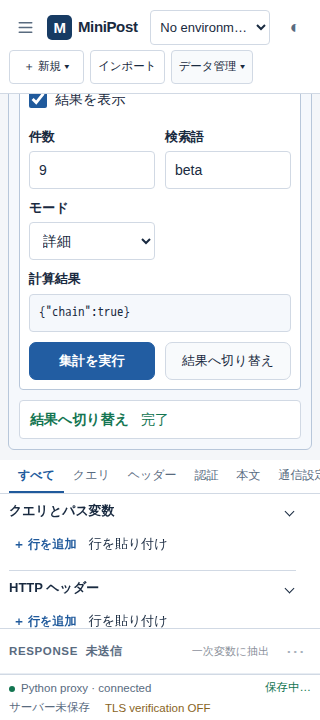 M MiniPost No environm…
＋ 新規 ▾ インポート データ管理 ▾
結果を表示
件数 検索語
9 beta
モード
詳細
計算結果
{"chain":true}
集計を実行 結果へ切り替え
結果へ切り替え 完了
すべて クエリ ヘッダー 認証 本文 通信設定
クエリとパス変数
＋ 行を追加 行を貼り付け
HTTP ヘッダー
＋ 行を追加 行を貼り付け
RESPONSE 未送信 一次変数に抽出 ···
Python proxy · connected 保存中…
サーバー未保存 TLS verification OFF